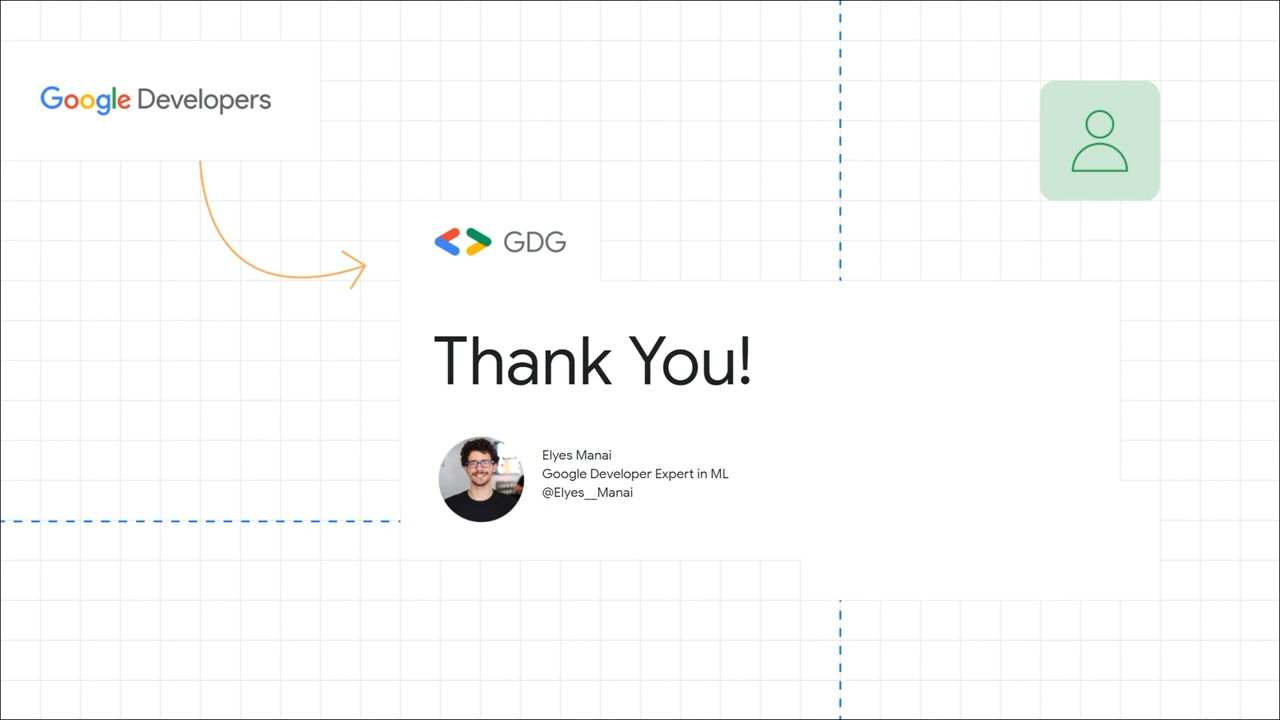 Google Developers
GDG
Thank You!
Elyes Manai
Google Developer Expert in ML
@Elyes__Manai